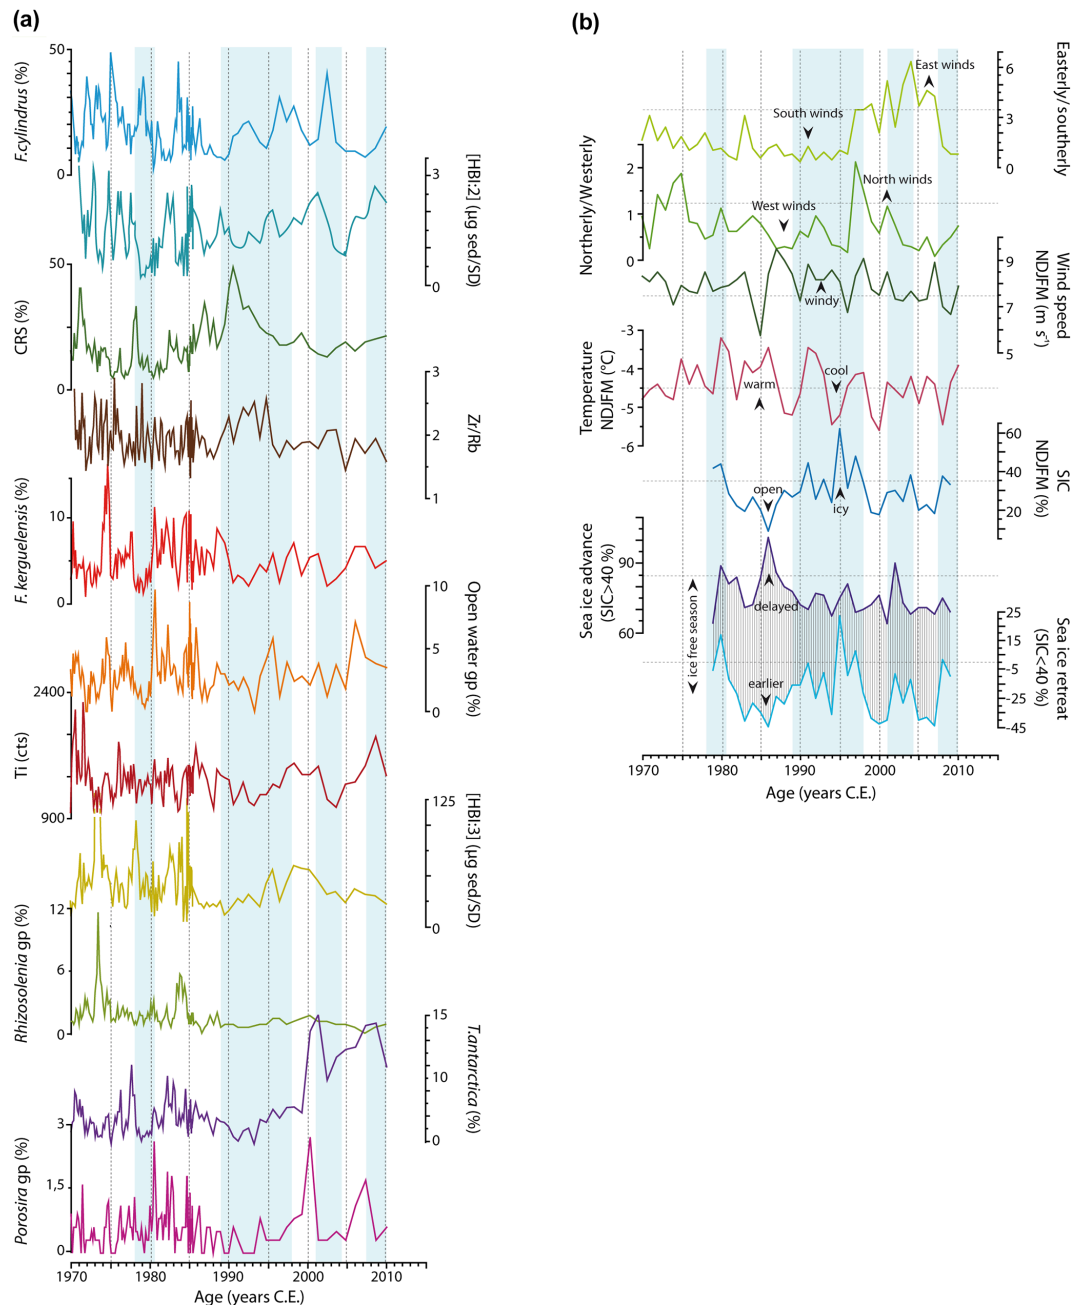 (a)
50
F.cylindrus (%)
0
[HBI:2] (µg sed/SD)
3
2
1
0
50
CRS (%)
0
3
Zr/Rb
2
1
10
F. kerguelensis (%)
0
10
Open water gp (%)
5
0
2400
Ti (cts)
900
125
[HBI:3] (µg sed/SD)
0
12
Rhizosolenia gp (%)
6
0
15
T.antarctica (%)
10
5
0
3
Porosira gp (%)
1,5
0
1970
1980
1990
2000
2010
Age (years C.E.)
(b)
Easterly/southerly
6
3
0
East winds
South winds
2
Northerly/Westerly
1
0
North winds
West winds
9
Wind speed
NDJFM (m s⁻¹)
7
5
windy
-3
Temperature
NDJFM (°C)
-4
-5
-6
cool
warm
60
SIC
NDJFM (%)
40
20
open
icy
90
Sea ice advance
(SIC>40 %)
60
ice free season
delayed
earlier
25
Sea ice retreat
(SIC<40 %)
15
-5
-25
-45
1970
1980
1990
2000
2010
Age (years C.E.)